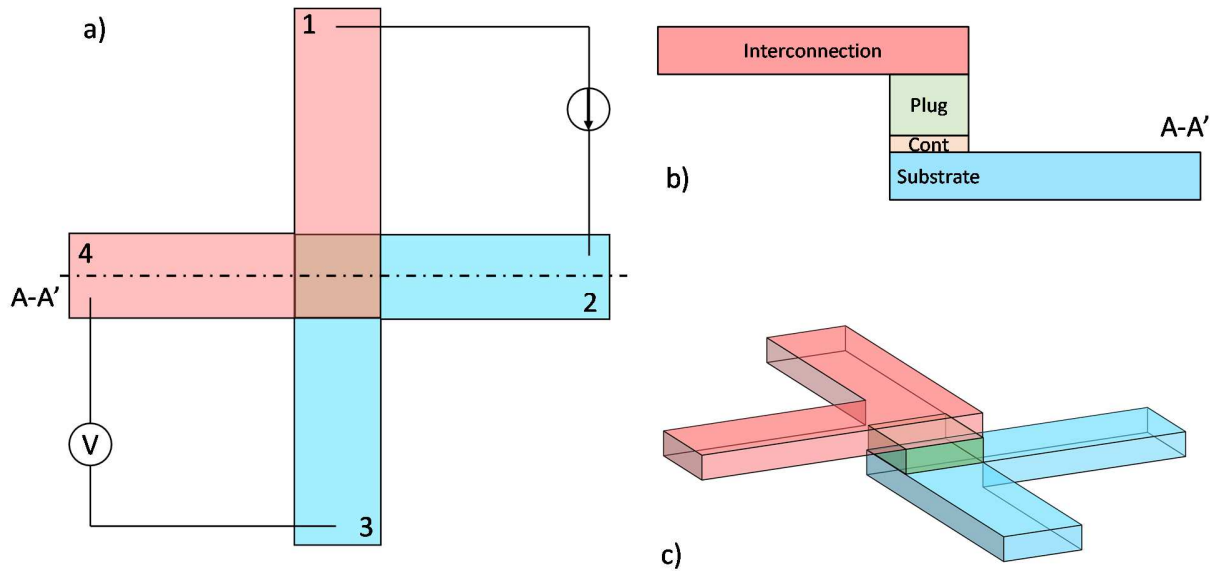 a)
1
4
A-A’
2
V
3
Interconnection
Plug
A-A’
Cont
b)
Substrate
c)